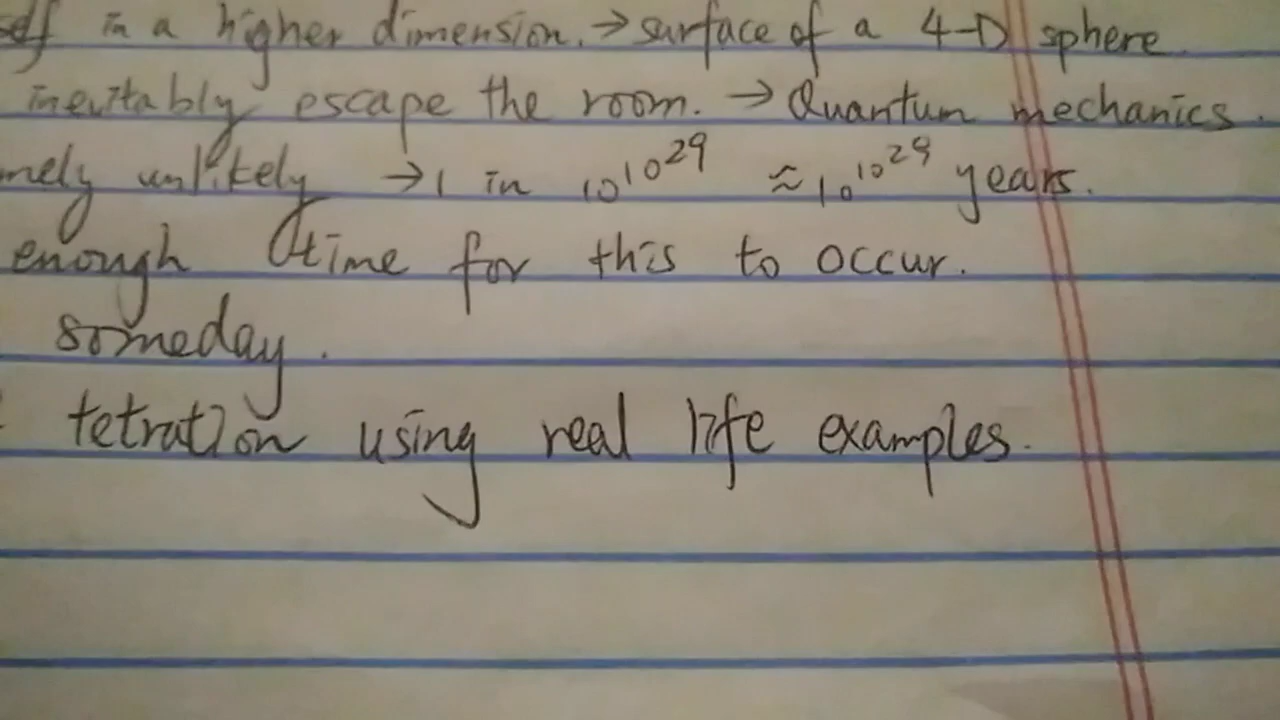 in a higher dimension. → surface of a 4-D sphere.
inevitably escape the room. → Quantum mechanics.
unlikely → 1 in 10^10^29 ≈ 10^10^29 years.
enough time for this to occur.
someday.
tetration using real life examples.